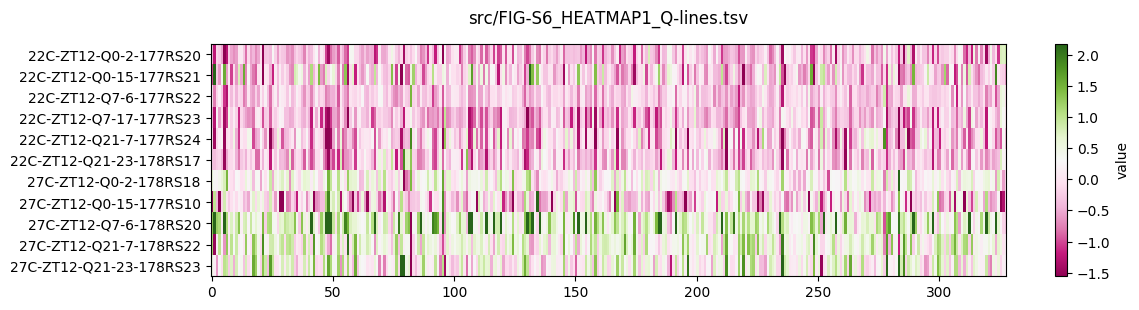 src/FIG-S6_HEATMAP1_Q-lines.tsv
22C-ZT12-Q0-2-177RS20
22C-ZT12-Q0-15-177RS21
22C-ZT12-Q7-6-177RS22
22C-ZT12-Q7-17-177RS23
22C-ZT12-Q21-7-177RS24
22C-ZT12-Q21-23-178RS17
27C-ZT12-Q0-2-178RS18
27C-ZT12-Q0-15-177RS10
27C-ZT12-Q7-6-178RS20
27C-ZT12-Q21-7-178RS22
27C-ZT12-Q21-23-178RS23
0 50 100 150 200 250 300
2.0
1.5
1.0
0.5
0.0
−0.5
−1.0
−1.5
value